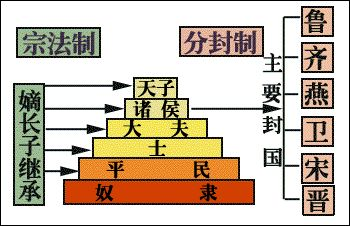 宗法制
分封制
嫡长子继承
天子
诸侯
大夫
士
平民
奴隶
主要封国
鲁
齐
燕
卫
宋
晋